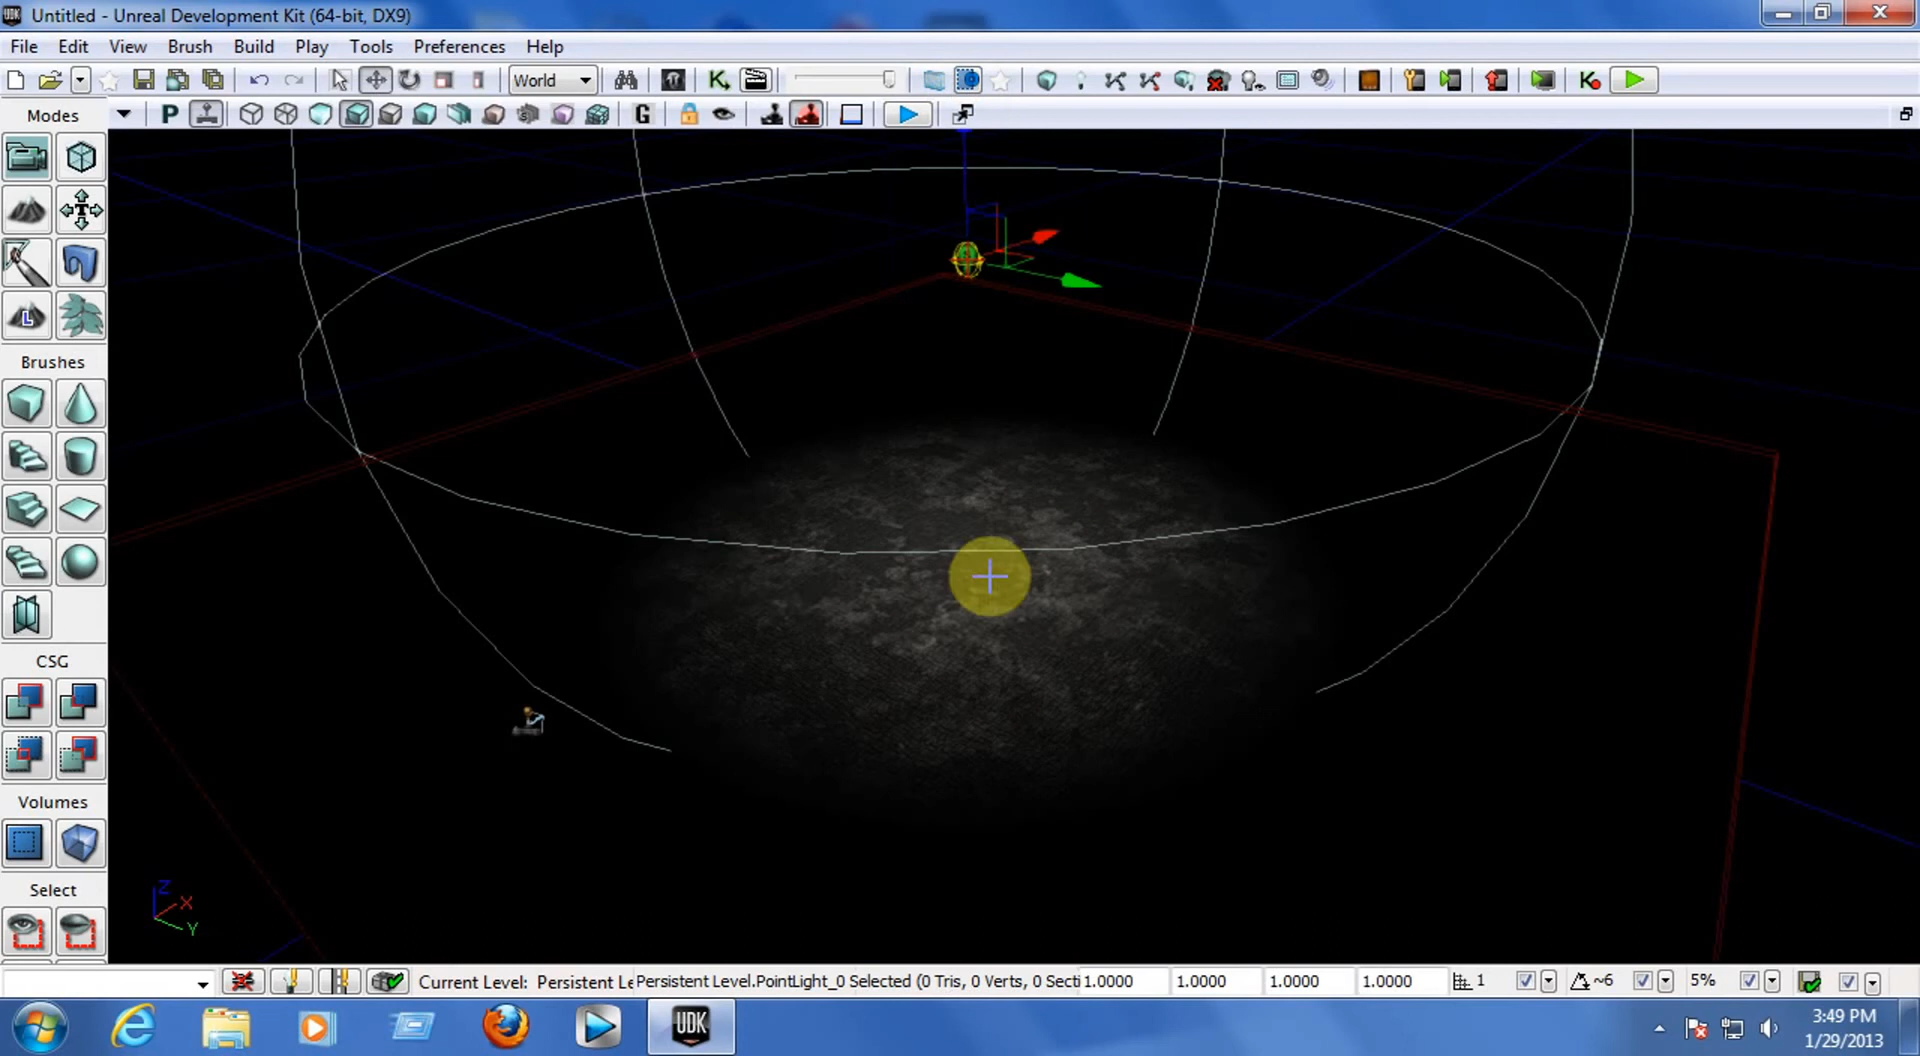 Untitled - Unreal Development Kit (64-bit, DX9)
File Edit View Brush Build Play Tools Preferences Help
World
Modes
P
G
T
L
Brushes
CSG
Volumes
Select
Z
X
Y
Current Level: Persistent Le Persistent Level.PointLight_0 Selected (0 Tris, 0 Verts, 0 Secti 1.0000 1.0000 1.0000 1.0000 1 ~6 5%
UDK
3:49 PM
1/29/2013